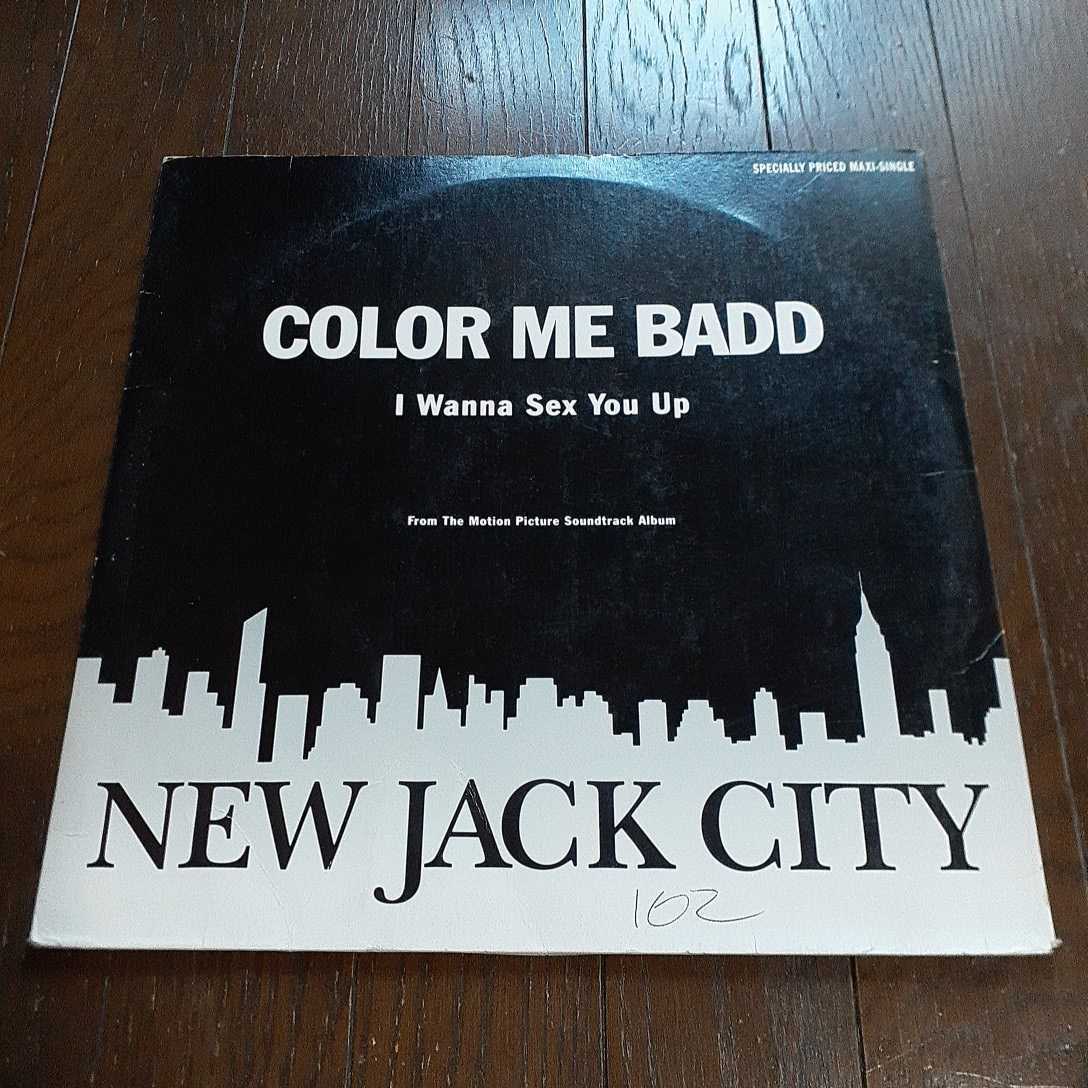 SPECIALLY PRICED MAXI-SINGLE
COLOR ME BADD
I Wanna Sex You Up
From The Motion Picture Soundtrack Album
NEW JACK CITY
102